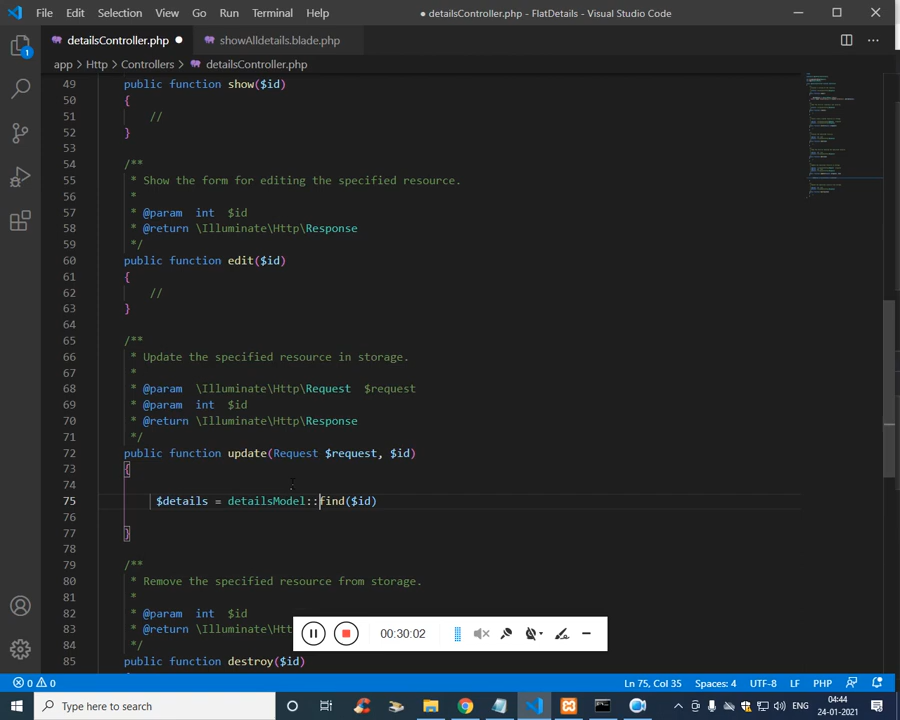 File Edit Selection View Go Run Terminal Help ● detailsController.php - FlatDetails - Visual Studio Code
detailsController.php ● showAlldetails.blade.php
app > Http > Controllers > detailsController.php
1
49 public function show($id)
50 {
51 //
52 }
53
54 /**
55 * Show the form for editing the specified resource.
56 *
57 * @param int $id
58 * @return \Illuminate\Http\Response
59 */
60 public function edit($id)
61 {
62 //
63 }
64
65 /**
66 * Update the specified resource in storage.
67 *
68 * @param \Illuminate\Http\Request $request
69 * @param int $id
70 * @return \Illuminate\Http\Response
71 */
72 public function update(Request $request, $id)
73 {
74
75 $details = detailsModel::find($id)
76
77 }
78
79 /**
80 * Remove the specified resource from storage.
81 *
82 * @param int $id
83 * @return \Illuminate\Htt
84 */
85 public function destroy($id)
00:30:02
0 0 Ln 75, Col 35 Spaces: 4 UTF-8 LF PHP
Type here to search ENG 04:44
24-01-2021